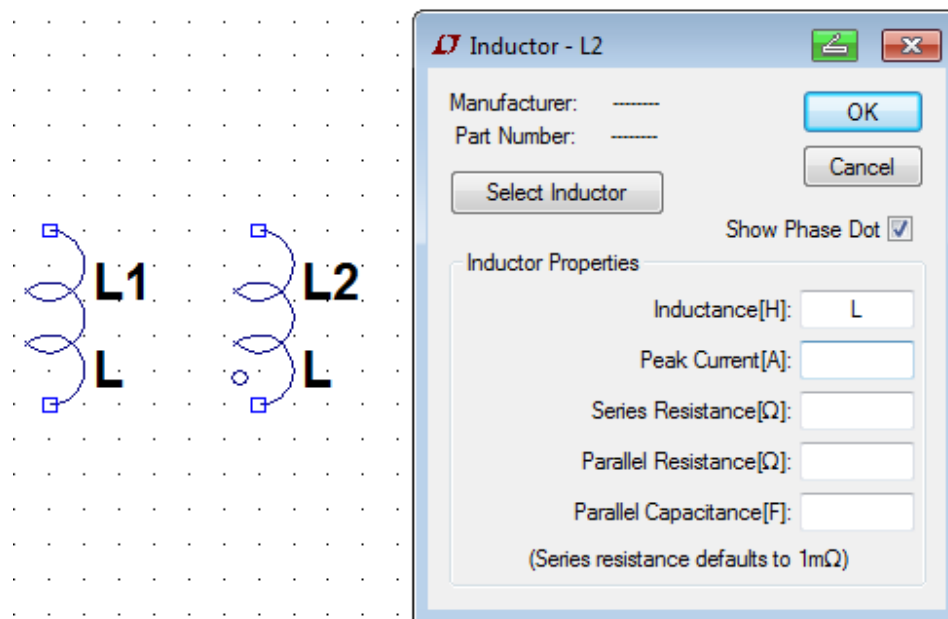 L1
L
L2
L
Inductor - L2
Manufacturer: --------
Part Number: --------
OK
Cancel
Select Inductor
Show Phase Dot
Inductor Properties
Inductance[H]: L
Peak Current[A]:
Series Resistance[Ω]:
Parallel Resistance[Ω]:
Parallel Capacitance[F]:
(Series resistance defaults to 1mΩ)